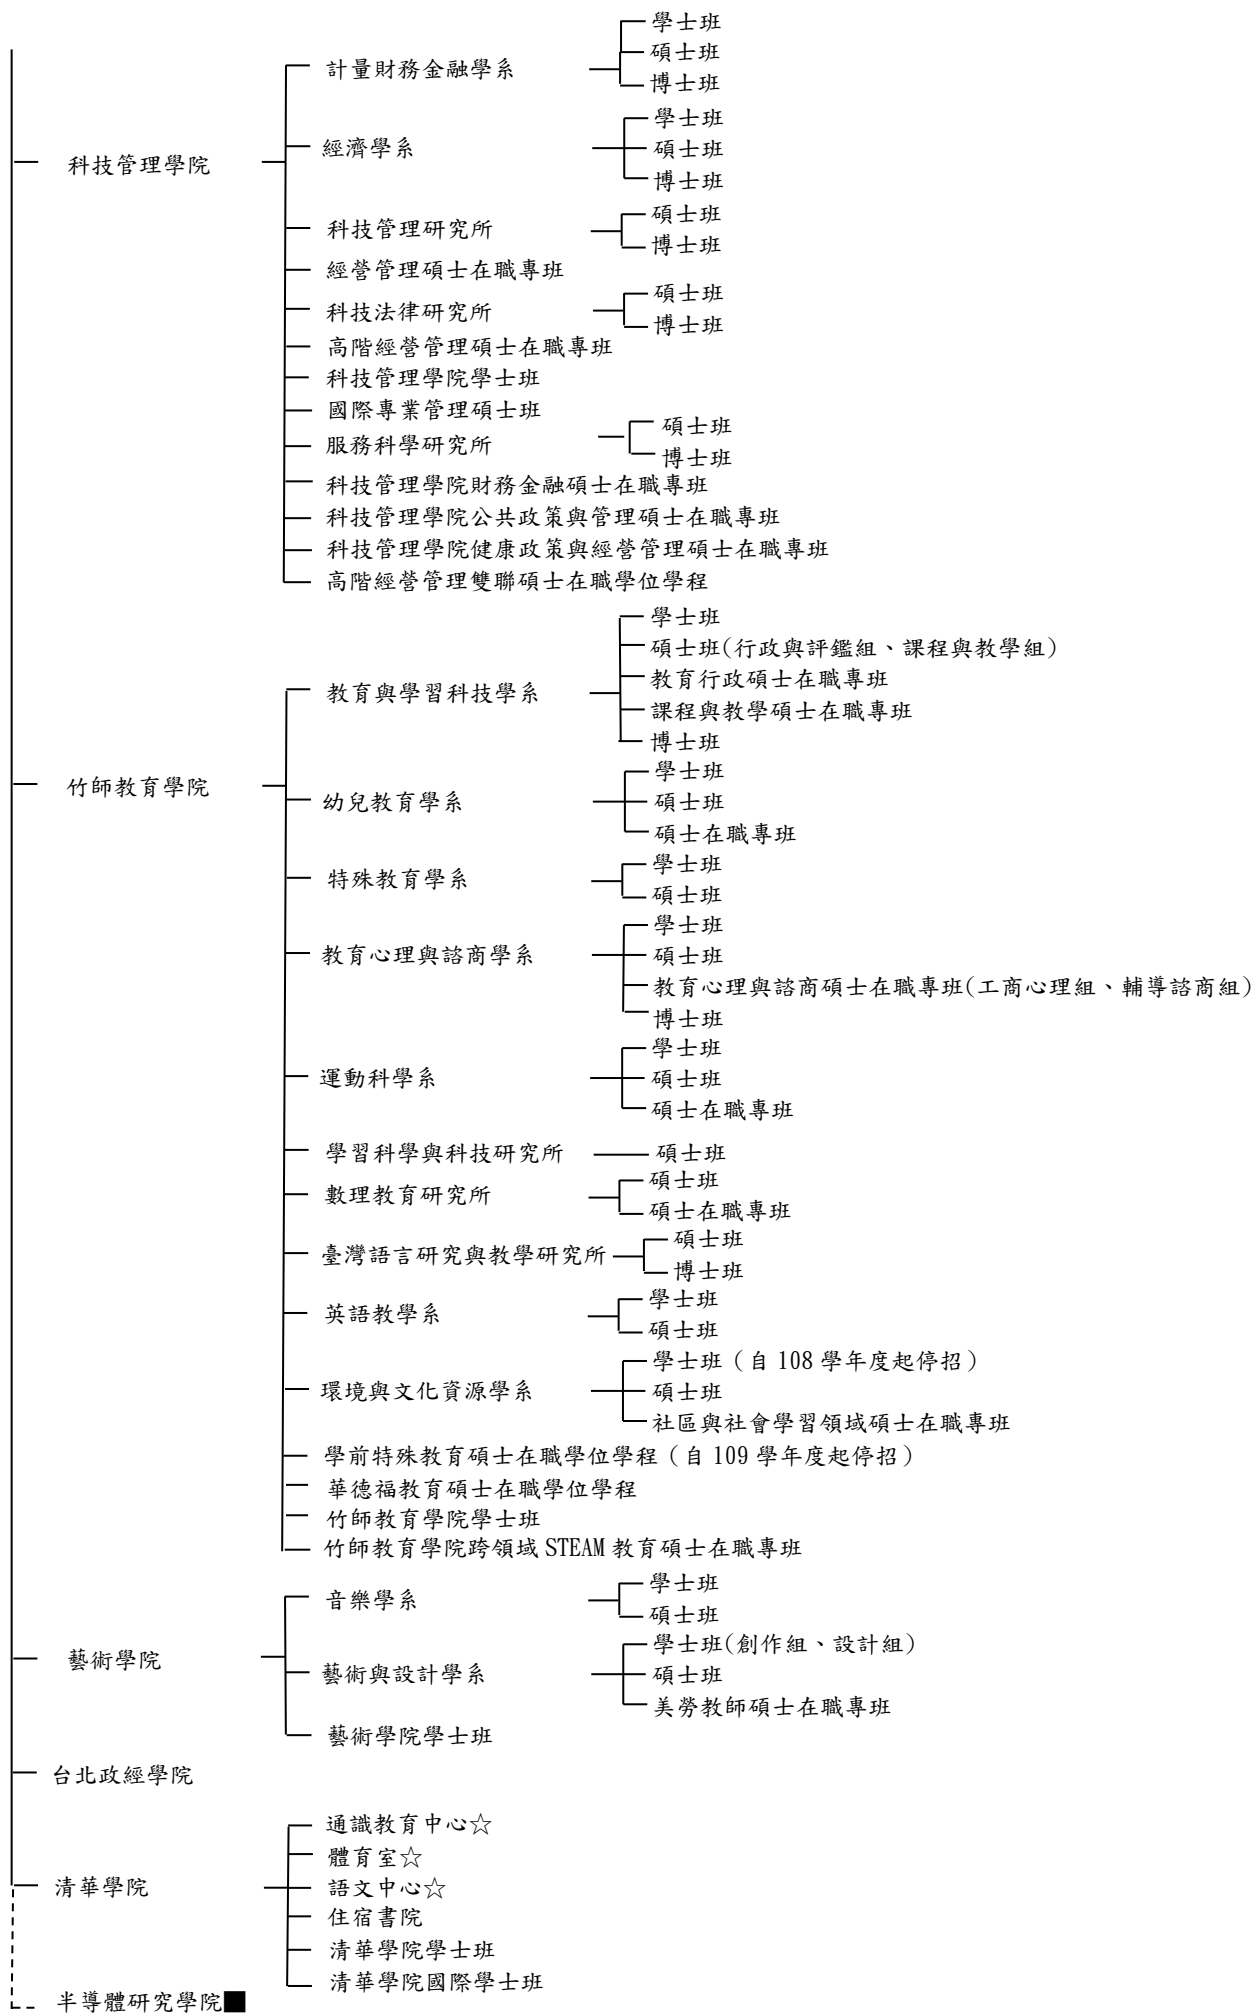 學士班
計量財務金融學系
碩士班
博士班
學士班
經濟學系
碩士班
科技管理學院
博士班
碩士班
科技管理研究所
博士班
經營管理碩士在職專班
碩士班
科技法律研究所
博士班
高階經營管理碩士在職專班
科技管理學院學士班
國際專業管理碩士班
碩士班
服務科學研究所
博士班
科技管理學院財務金融碩士在職專班
科技管理學院公共政策與管理碩士在職專班
科技管理學院健康政策與經營管理碩士在職專班
高階經營管理雙聯碩士在職學位學程
學士班
碩士班(行政與評鑑組、課程與教學組)
教育與學習科技學系
教育行政碩士在職專班
課程與教學碩士在職專班
博士班
竹師教育學院
學士班
幼兒教育學系
碩士班
碩士在職專班
學士班
特殊教育學系
碩士班
學士班
教育心理與諮商學系
碩士班
教育心理與諮商碩士在職專班(工商心理組、輔導諮商組)
博士班
學士班
運動科學系
碩士班
碩士在職專班
學習科學與科技研究所
碩士班
碩士班
數理教育研究所
碩士在職專班
碩士班
臺灣語言研究與教學研究所
博士班
學士班
英語教學系
碩士班
學士班（自 108 學年度起停招）
環境與文化資源學系
碩士班
社區與社會學習領域碩士在職專班
學前特殊教育碩士在職學位學程（自 109 學年度起停招）
華德福教育碩士在職學位學程
竹師教育學院學士班
竹師教育學院跨領域 STEAM 教育碩士在職專班
學士班
音樂學系
碩士班
學士班(創作組、設計組)
藝術學院
藝術與設計學系
碩士班
美勞教師碩士在職專班
藝術學院學士班
台北政經學院
通識教育中心☆
體育室☆
清華學院
語文中心☆
住宿書院
清華學院學士班
清華學院國際學士班
半導體研究學院■